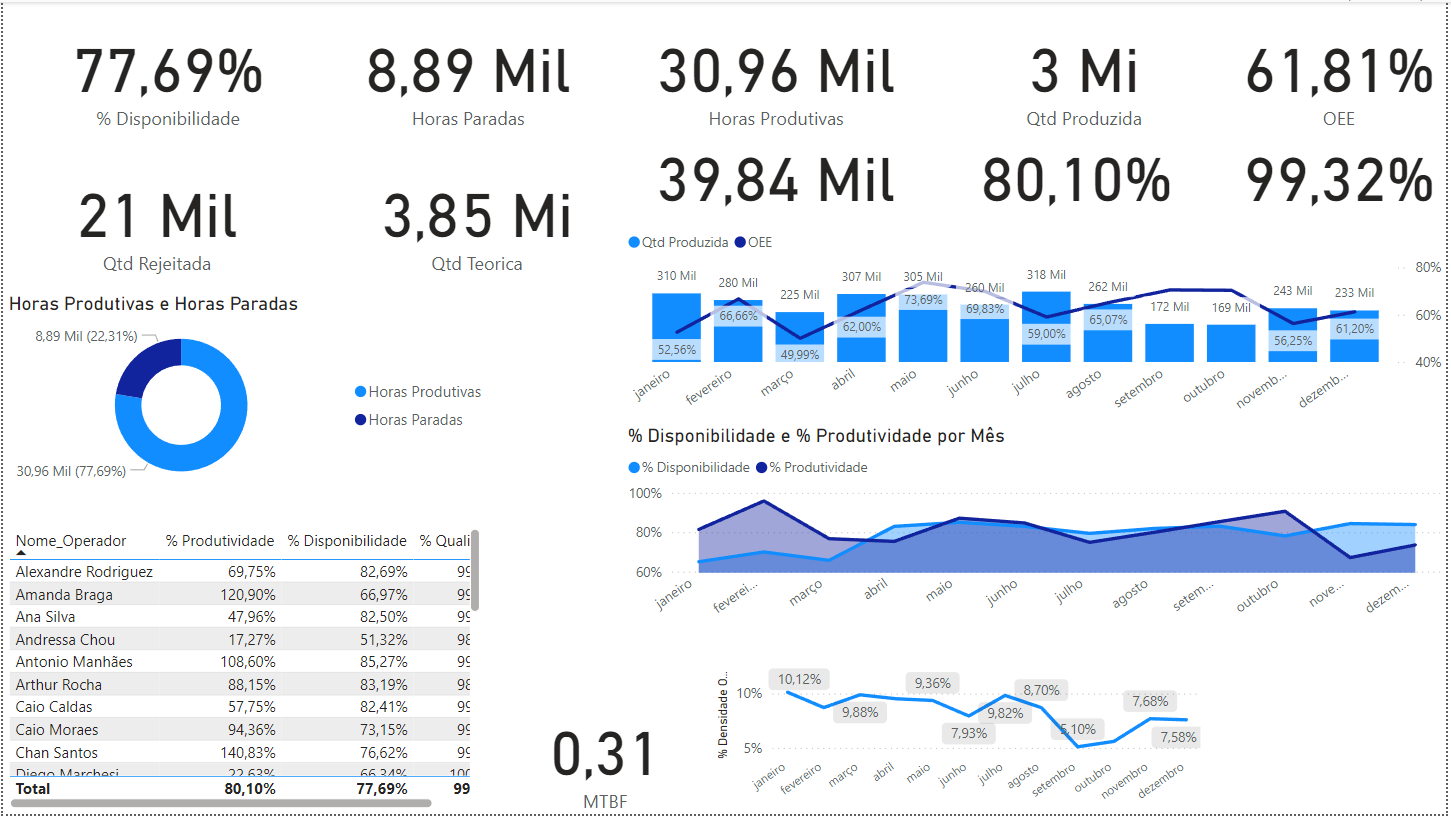 77,69%
% Disponibilidade
8,89 Mil
Horas Paradas
30,96 Mil
Horas Produtivas
3 Mi
Qtd Produzida
61,81%
OEE
21 Mil
Qtd Rejeitada
3,85 Mi
Qtd Teorica
39,84 Mil
80,10%
99,32%
Horas Produtivas e Horas Paradas
8,89 Mil (22,31%)
30,96 Mil (77,69%)
Horas Produtivas
Horas Paradas
Qtd Produzida OEE
310 Mil 280 Mil 225 Mil 307 Mil 305 Mil 260 Mil 318 Mil 262 Mil 172 Mil 169 Mil 243 Mil 233 Mil
52,56% 66,66% 49,99% 62,00% 73,69% 69,83% 59,00% 65,07% 56,25% 61,20%
80%
60%
40%
janeiro fevereiro março abril maio junho julho agosto setembro outubro novemb... dezemb...
% Disponibilidade e % Produtividade por Mês
% Disponibilidade % Produtividade
100%
80%
60%
janeiro feverei... março abril maio junho julho agosto setem... outubro nove... dezem...
Nome_Operador % Produtividade % Disponibilidade % Quali
Alexandre Rodriguez 69,75% 82,69% 99
Amanda Braga 120,90% 66,97% 99
Ana Silva 47,96% 82,50% 99
Andressa Chou 17,27% 51,32% 98
Antonio Manhães 108,60% 85,27% 99
Arthur Rocha 88,15% 83,19% 98
Caio Caldas 57,75% 82,41% 99
Caio Moraes 94,36% 73,15% 99
Chan Santos 140,83% 76,62% 99
Diego Marchesi 22,63% 66,34% 100
Total 80,10% 77,69% 99
0,31
MTBF
% Densidade O...
10%
5%
10,12% 9,88% 9,36% 7,93% 9,82% 8,70% 5,10% 7,68% 7,58%
janeiro fevereiro março abril maio junho julho agosto setembro outubro novembro dezembro